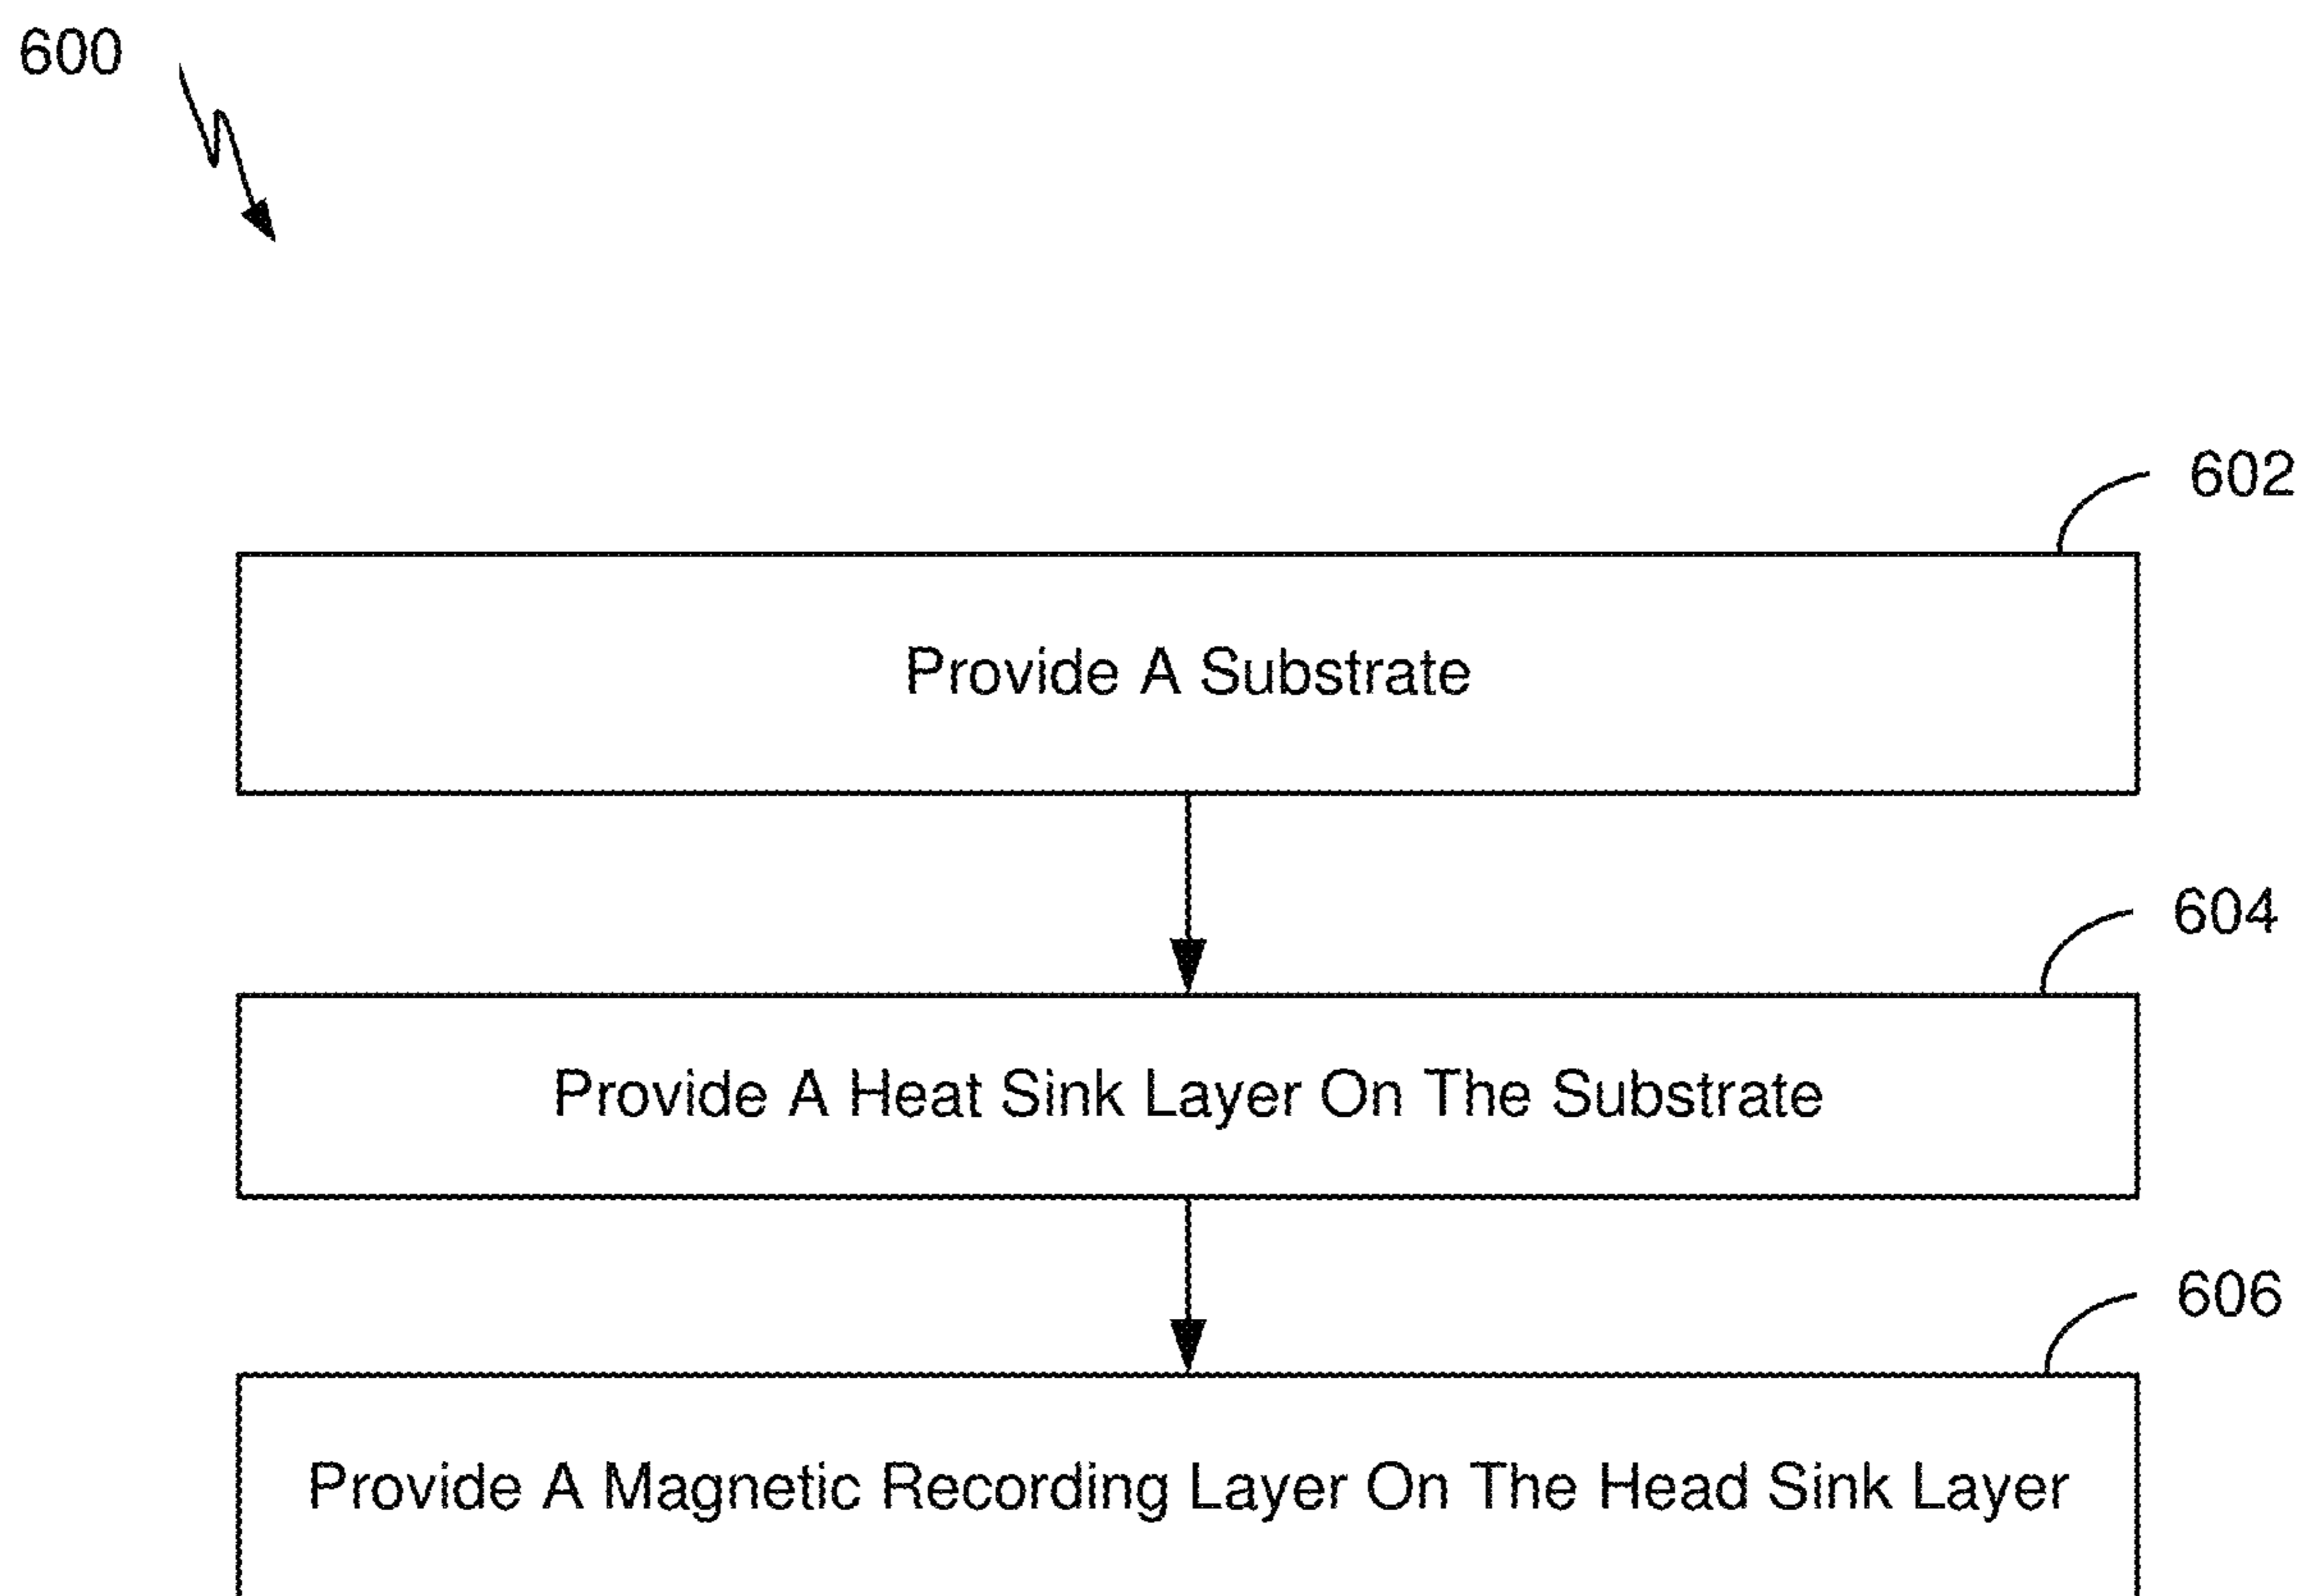 600
602
Provide A Substrate
604
Provide A Heat Sink Layer On The Substrate
606
Provide A Magnetic Recording Layer On The Head Sink Layer